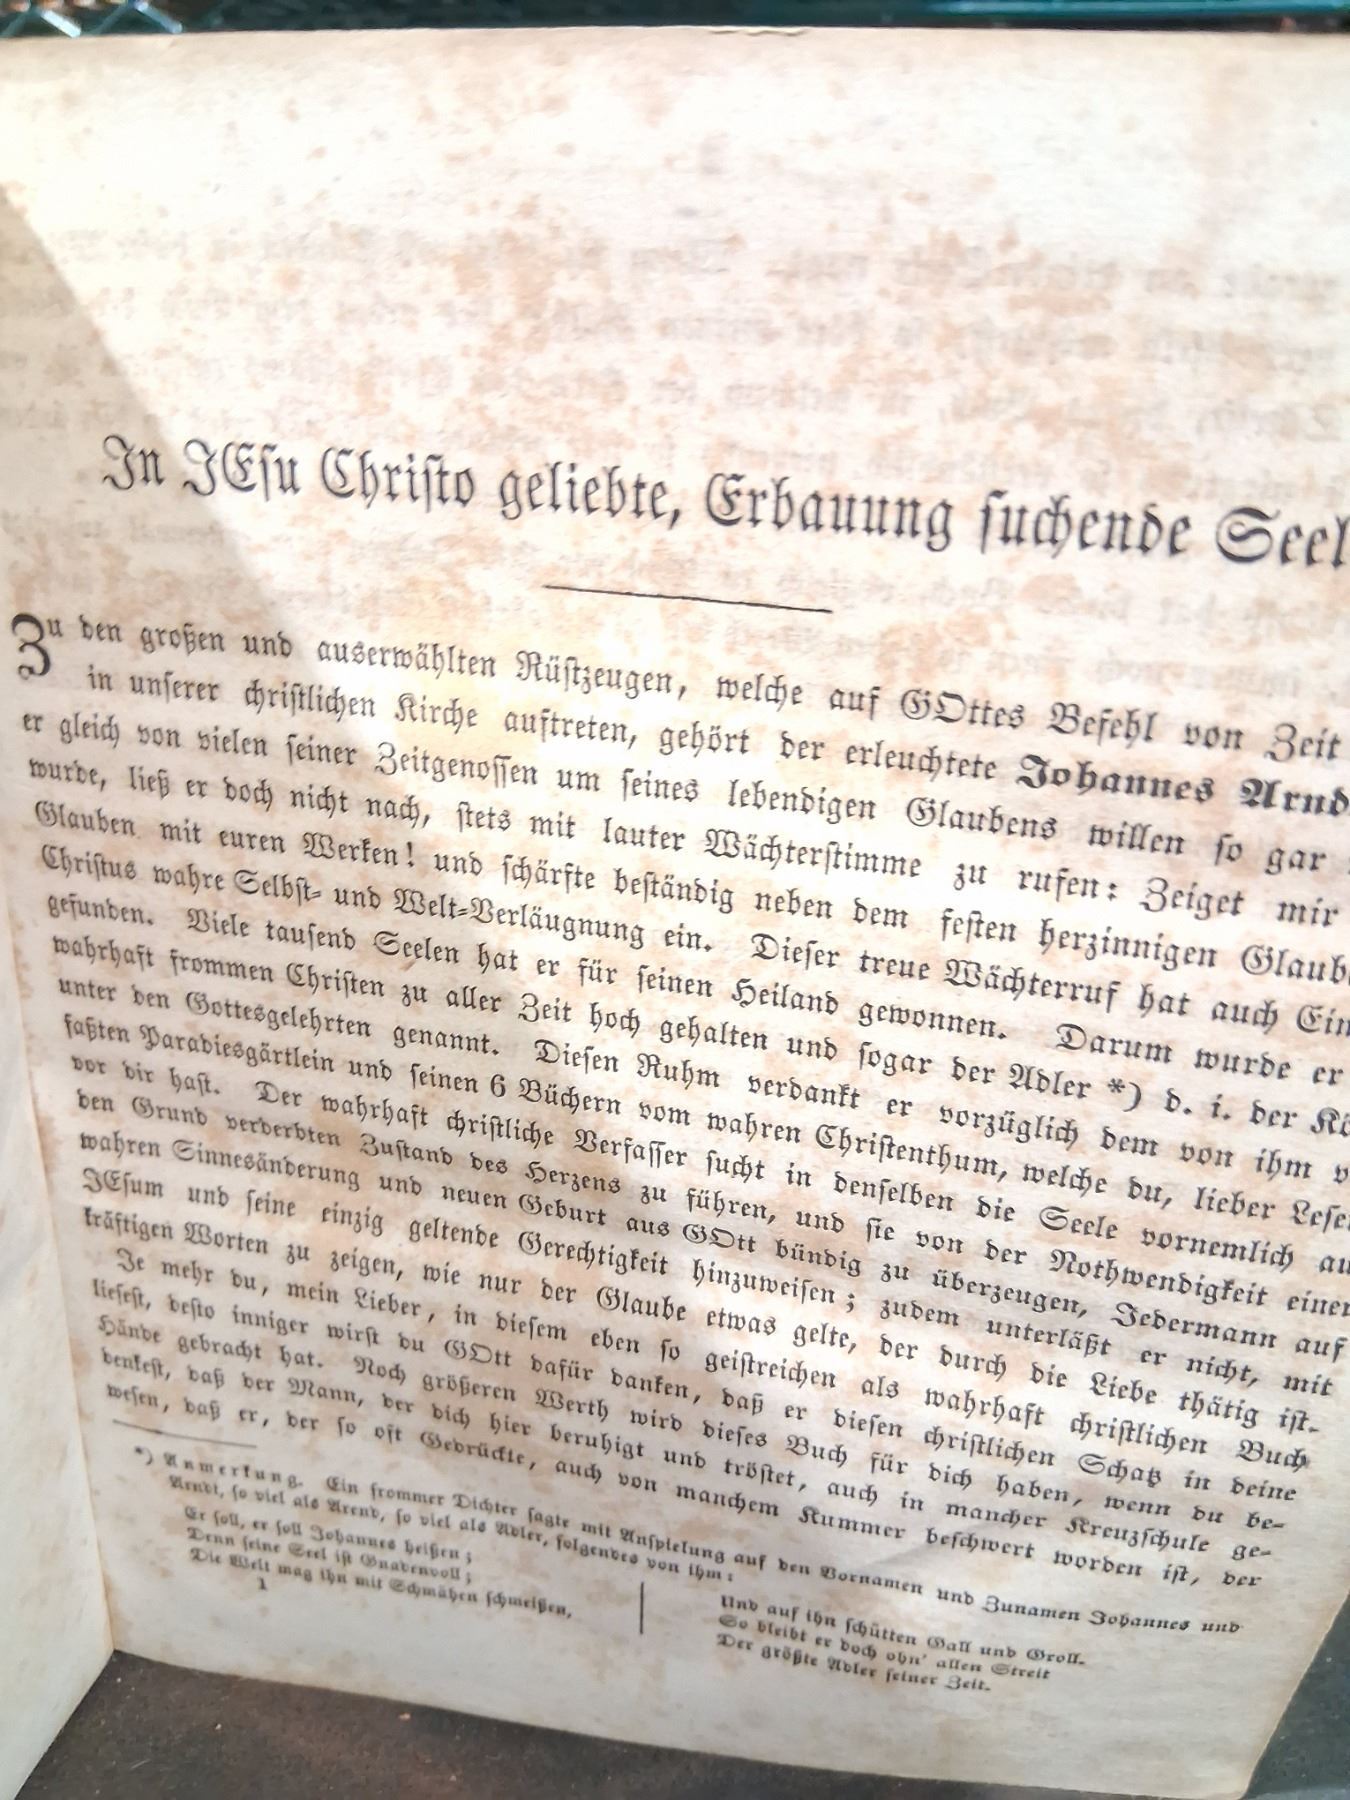 In JEsu Christo geliebte, Erbauung suchende Seel
Zu den großen und auserwählten Rüstzeugen, welche auf GOttes Befehl von Zeit
in unserer christlichen Kirche auftreten, gehört der erleuchtete Johannes Arnd
er gleich von vielen seiner Zeitgenossen um seines lebendigen Glaubens willen so gar
wurde, ließ er doch nicht nach, stets mit lauter Wächterstimme zu rufen: Zeiget mir
Glauben mit euren Werken! und schärfte beständig neben dem festen herzinnigen Glaub
Christus wahre Selbst- und Welt-Verläugnung ein. Dieser treue Wächterruf hat auch Ein
gefunden. Viele tausend Seelen hat er für seinen Heiland gewonnen. Darum wurde er
wahrhaft frommen Christen zu aller Zeit hoch gehalten und sogar der Adler *) d. i. der Kö
unter den Gottesgelehrten genannt. Diesen Ruhm verdankt er vorzüglich dem von ihm v
faßten Paradiesgärtlein und seinen 6 Büchern vom wahren Christenthum, welche du, lieber Leser
vor dir hast. Der wahrhaft christliche Verfasser sucht in denselben die Seele vornemlich au
den Grund verderbten Zustand des Herzens zu führen, und sie von der Nothwendigkeit einer
wahren Sinnesänderung und neuen Geburt aus GOtt bündig zu überzeugen, Jedermann auf
JEsum und seine einzig geltende Gerechtigkeit hinzuweisen; zudem unterläßt er nicht, mit
kräftigen Worten zu zeigen, wie nur der Glaube etwas gelte, der durch die Liebe thätig ist.
Je mehr du, mein Lieber, in diesem eben so geistreichen als wahrhaft christlichen Buch
liesest, desto inniger wirst du GOtt dafür danken, daß er diesen christlichen Schatz in deine
Hände gebracht hat. Noch größeren Werth wird dieses Buch für dich haben, wenn du be-
denkest, daß der Mann, der dich hier beruhigt und tröstet, auch in mancher Kreuzschule ge-
wesen, daß er, der so oft Gedrückte, auch von manchem Kummer beschwert worden ist, der
*) Anmerkung. Ein frommer Dichter sagte mit Anspielung auf den Vornamen und Zunamen Johannes und
Arndt, so viel als Arend, so viel als Adler, folgendes von ihm:
Er soll, er soll Johannes heißen;
Denn seine Seel ist Gnadenvoll;
Die Welt mag ihn mit Schmähen schmeißen,
Und auf ihn schütten Gall und Groll.
So bleibt er doch ohn' allen Streit
Der größte Adler seiner Zeit.
1